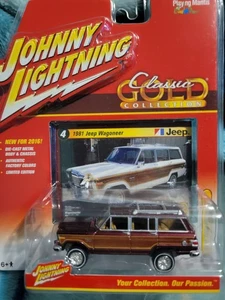 Playing Mantis
JOHNNY
LIGHTNING
Classic
GOLD
COLLECTION
4 1981 Jeep Wagoneer
Jeep
NEW FOR 2016!
DIE-CAST METAL
BODY & CHASSIS
AUTHENTIC
FACTORY COLORS
LIMITED EDITION
JOHNNY
LIGHTNING
Your Collection. Our Passion.